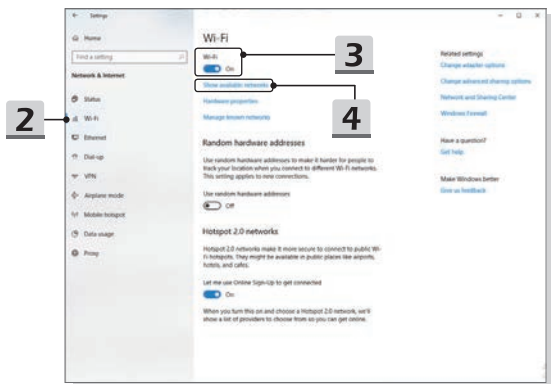 Settings
Home
Find a setting
Network & Internet
Status
Wi-Fi
Ethernet
Dial-up
VPN
Airplane mode
Mobile hotspot
Data usage
Proxy
2
Wi-Fi
Wi-Fi
On
3
Show available networks
4
Hardware properties
Manage known networks
Random hardware addresses
Use random hardware addresses to make it harder for people to
track your location when you connect to different Wi-Fi networks.
This setting applies to new connections.
Use random hardware addresses
Off
Hotspot 2.0 networks
Hotspot 2.0 networks make it more secure to connect to public Wi-
Fi hotspots. They might be available in public places like airports,
hotels, and cafes.
Let me use Online Sign-Up to get connected
On
When you turn this on and choose a Hotspot 2.0 network, we'll
show a list of providers to choose from so you can get online.
Related settings
Change adapter options
Change advanced sharing options
Network and Sharing Center
Windows Firewall
Have a question?
Get help
Make Windows better
Give us feedback